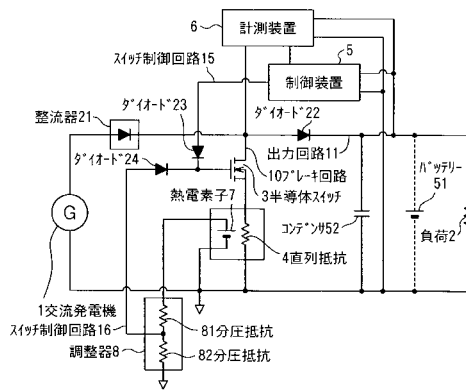 6
計測装置
スイッチ制御回路15
5
制御装置
ダイオード23
ダイオード22
整流器21
出力回路11
ダイオード24
10ブレーキ回路
3半導体スイッチ
バッテリー
51
熱電素子7
G
コンデンサ52
負荷2
4直列抵抗
1交流発電機
スイッチ制御回路16
81分圧抵抗
調整器8
82分圧抵抗